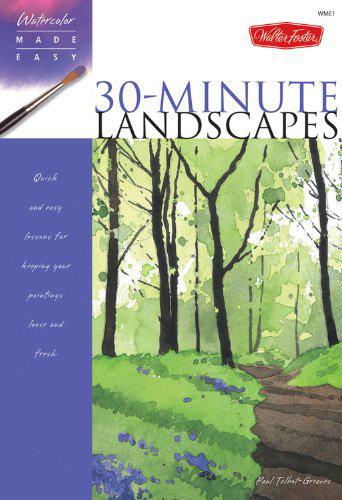 Watercolor
MADE
EASY
WME1
Walter Foster
30-MINUTE
LANDSCAPES
Quick
and easy
lessons for
keeping your
paintings
loose and
fresh
Paul Talbot-Greaves